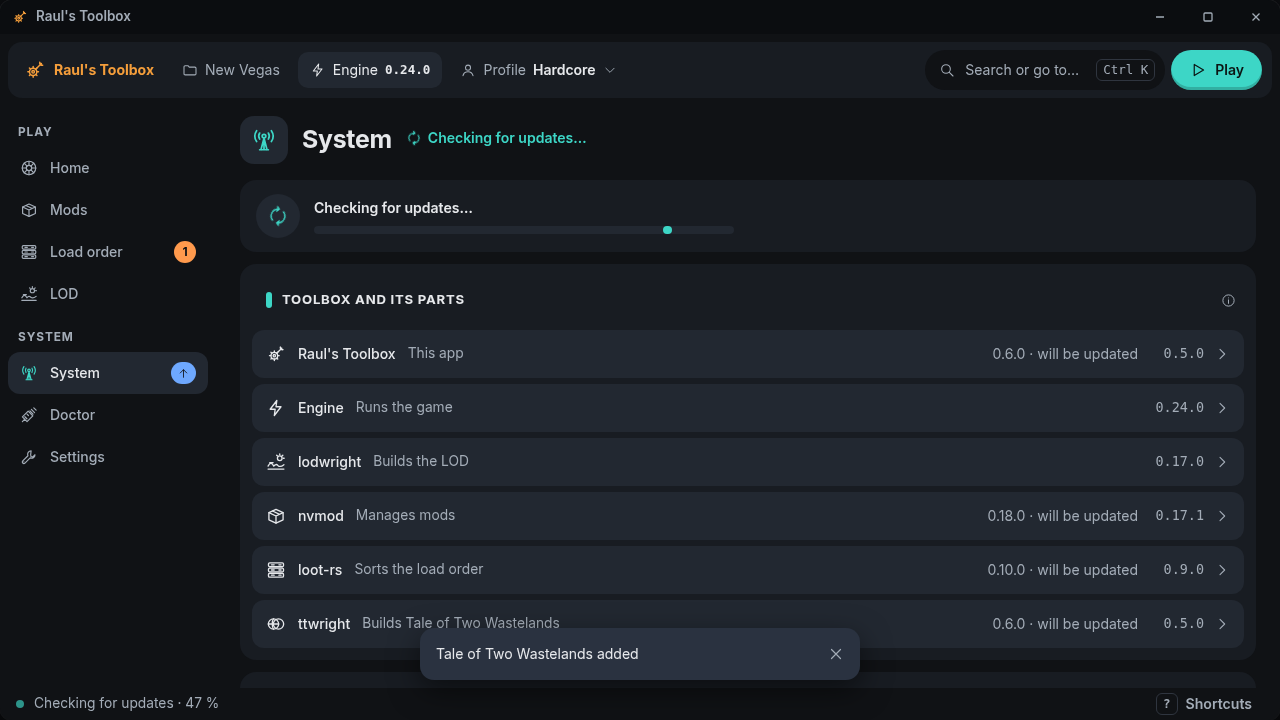 Raul's Toolbox
Raul's Toolbox New Vegas Engine 0.24.0 Profile Hardcore Search or go to... Ctrl K Play
PLAY
Home
Mods
Load order 1
LOD
SYSTEM
System
Doctor
Settings
System Checking for updates...
Checking for updates...
TOOLBOX AND ITS PARTS
Raul's Toolbox This app 0.6.0 · will be updated 0.5.0
Engine Runs the game 0.24.0
lodwright Builds the LOD 0.17.0
nvmod Manages mods 0.18.0 · will be updated 0.17.1
loot-rs Sorts the load order 0.10.0 · will be updated 0.9.0
ttwright Builds Tale of Two Wastelands 0.6.0 · will be updated 0.5.0
Tale of Two Wastelands added
Checking for updates · 47 % ? Shortcuts